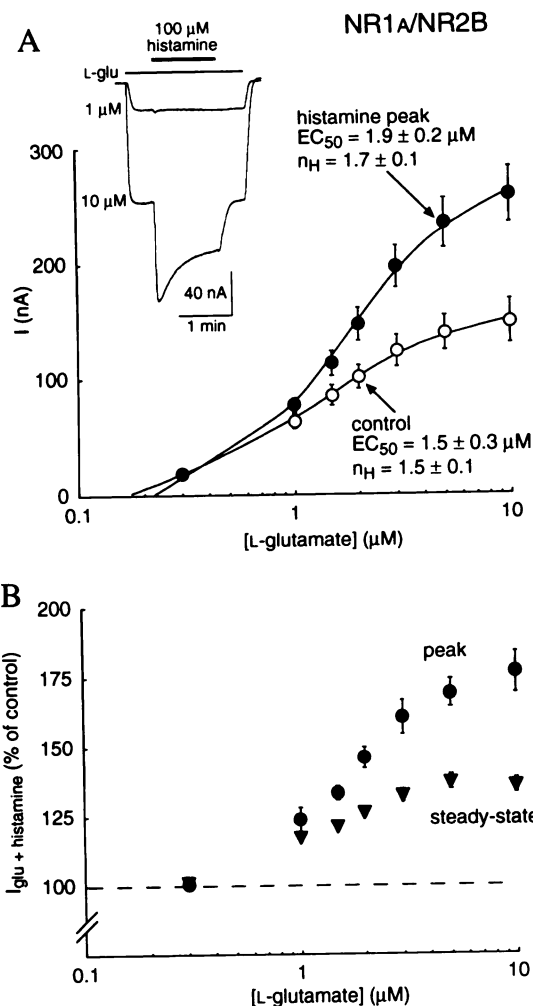 A
NR1A/NR2B
100 μM
histamine
L-glu
1 μM
10 μM
40 nA
1 min
histamine peak
EC50 = 1.9 ± 0.2 μM
nH = 1.7 ± 0.1
control
EC50 = 1.5 ± 0.3 μM
nH = 1.5 ± 0.1
I (nA)
300
200
100
0
0.1
1
10
[L-glutamate] (μM)
B
Iglu + histamine (% of control)
200
175
150
125
100
peak
steady-state
0.1
1
10
[L-glutamate] (μM)